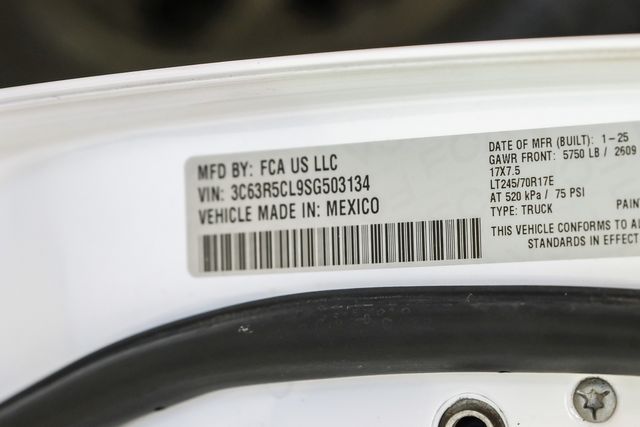 MFD BY: FCA US LLC
VIN: 3C63R5CL9SG503134
VEHICLE MADE IN: MEXICO
DATE OF MFR (BUILT): 1-25
GAWR FRONT: 5750 LB / 2609
17X7.5
LT245/70R17E
AT 520 kPa / 75 PSI
TYPE: TRUCK
PAIN
THIS VEHICLE CONFORMS TO AL
STANDARDS IN EFFECT